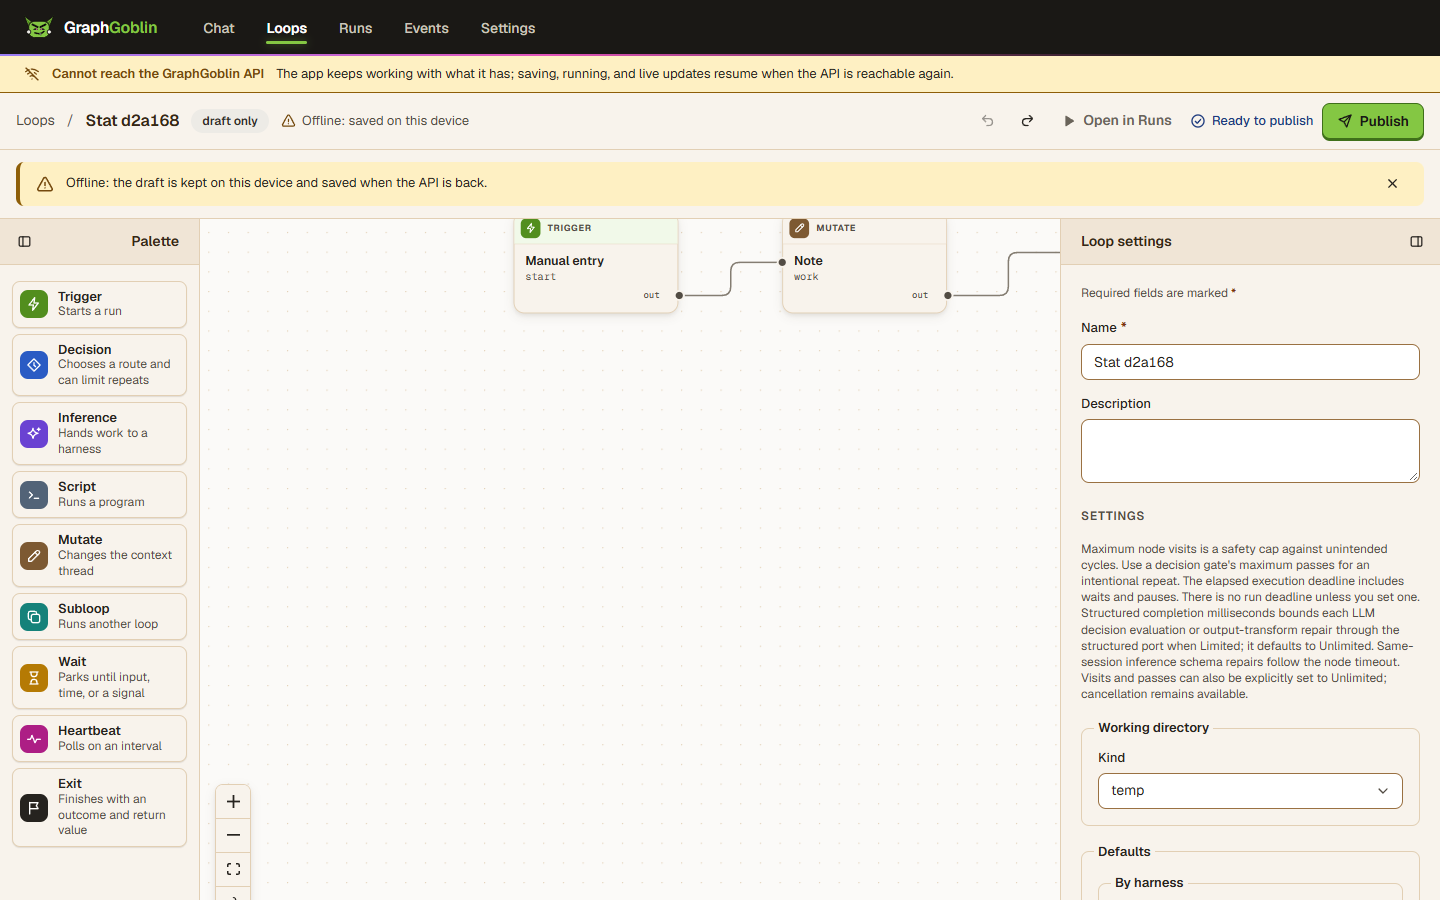 GraphGoblin
Chat
Loops
Runs
Events
Settings
Cannot reach the GraphGoblin API The app keeps working with what it has; saving, running, and live updates resume when the API is reachable again.
Loops / Stat d2a168 draft only Offline: saved on this device
Open in Runs
Ready to publish
Publish
Offline: the draft is kept on this device and saved when the API is back.
Palette
Trigger
Starts a run
Decision
Chooses a route and
can limit repeats
Inference
Hands work to a
harness
Script
Runs a program
Mutate
Changes the context
thread
Subloop
Runs another loop
Wait
Parks until input,
time, or a signal
Heartbeat
Polls on an interval
Exit
Finishes with an
outcome and return
value
TRIGGER
Manual entry
start
out
MUTATE
Note
work
out
Loop settings
Required fields are marked *
Name *
Stat d2a168
Description
SETTINGS
Maximum node visits is a safety cap against unintended
cycles. Use a decision gate's maximum passes for an
intentional repeat. The elapsed execution deadline includes
waits and pauses. There is no run deadline unless you set one.
Structured completion milliseconds bounds each LLM
decision evaluation or output-transform repair through the
structured port when Limited; it defaults to Unlimited. Same-
session inference schema repairs follow the node timeout.
Visits and passes can also be explicitly set to Unlimited;
cancellation remains available.
Working directory
Kind
temp
Defaults
By harness